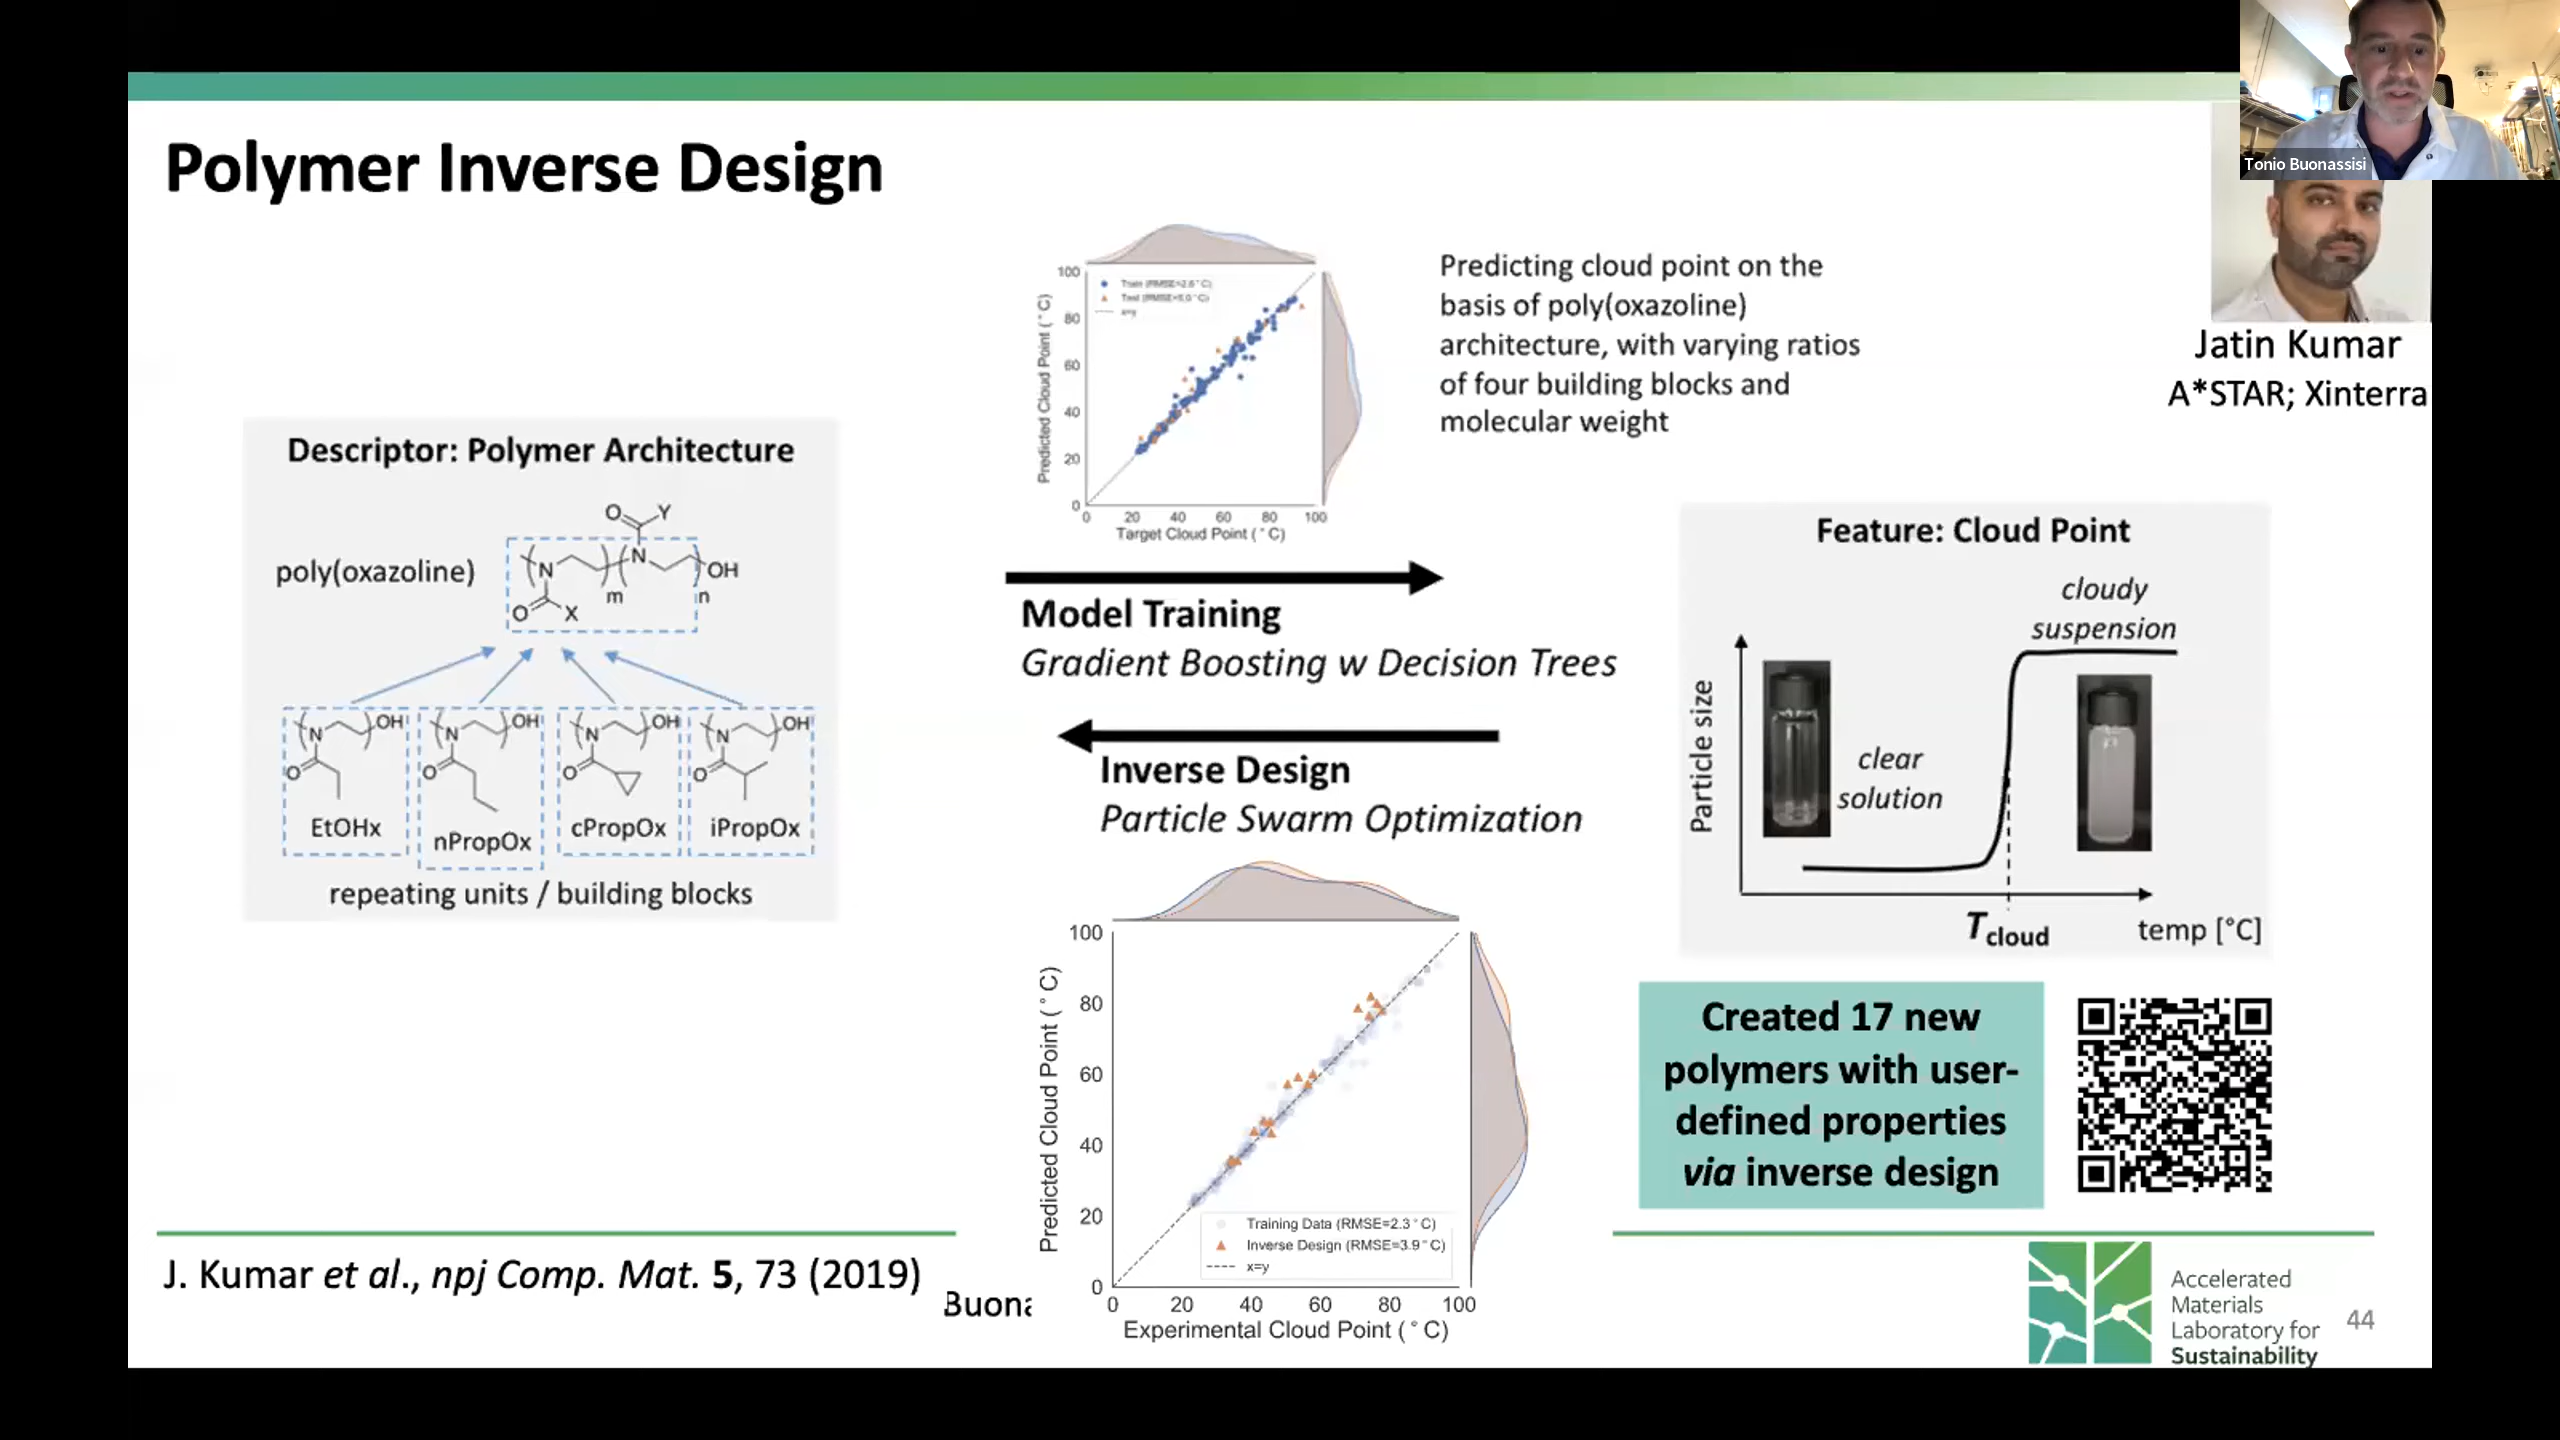 Tonio Buonassisi
Polymer Inverse Design
Jatin Kumar
A*STAR; Xinterra
Descriptor: Polymer Architecture
poly(oxazoline)
O
Y
N
N
OH
m
n
O
X
OH
N
O
EtOHx
OH
N
O
nPropOx
OH
N
O
cPropOx
OH
N
O
iPropOx
repeating units / building blocks
Predicted Cloud Point (°C)
100
80
60
40
20
0
Train (RMSE=2.6°C)
x=y
0 20 40 60 80 100
Target Cloud Point (°C)
Predicting cloud point on the
basis of poly(oxazoline)
architecture, with varying ratios
of four building blocks and
molecular weight
Model Training
Gradient Boosting w Decision Trees
Inverse Design
Particle Swarm Optimization
Feature: Cloud Point
cloudy
suspension
Particle size
clear
solution
Tcloud
temp [°C]
Predicted Cloud Point (°C)
100
80
60
40
20
0
Training Data (RMSE=2.3°C)
Inverse Design (RMSE=3.9°C)
x=y
0 20 40 60 80 100
Experimental Cloud Point (°C)
Created 17 new
polymers with user-
defined properties
via inverse design
J. Kumar et al., npj Comp. Mat. 5, 73 (2019)
Accelerated
Materials
Laboratory for
Sustainability
44